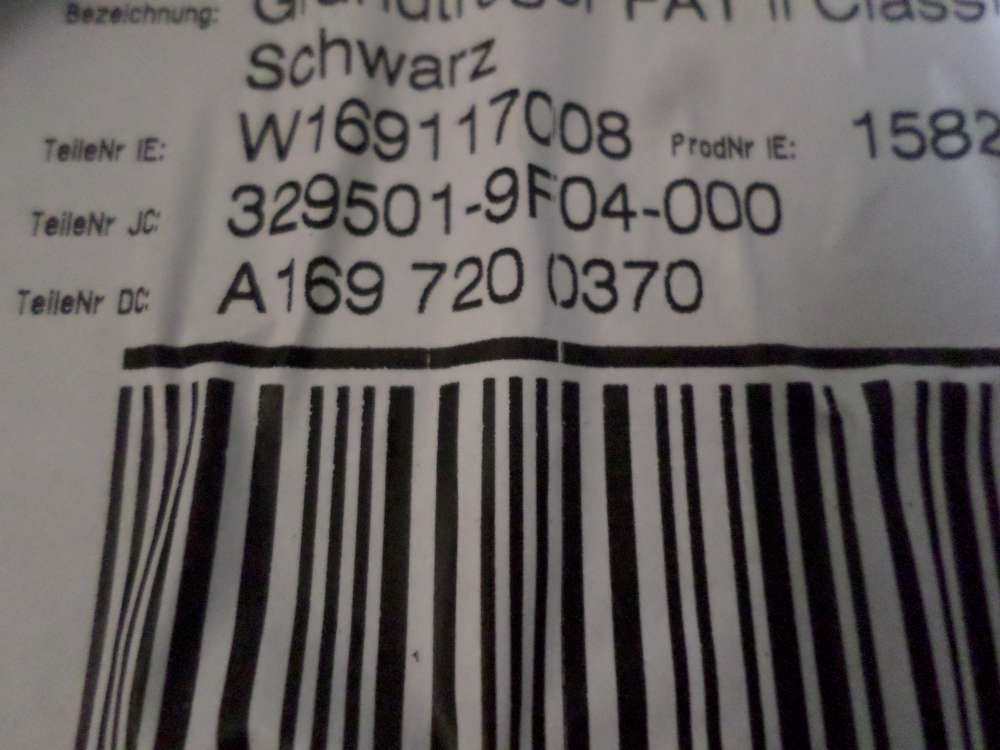 Bezeichnung:
Schwarz
TeileNr IE: W169117008 ProdNr IE: 1582
TeileNr JC: 329501-9F04-000
TeileNr DC: A169 720 0370